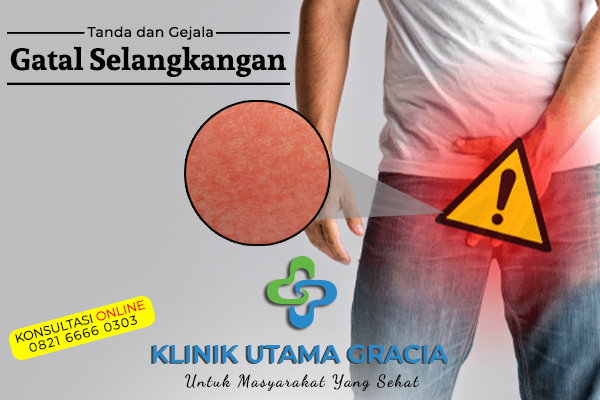 Tanda dan Gejala
Gatal Selangkangan
KONSULTASI ONLINE
0821 6666 0303
KLINIK UTAMA GRACIA
Untuk Masyarakat Yang Sehat